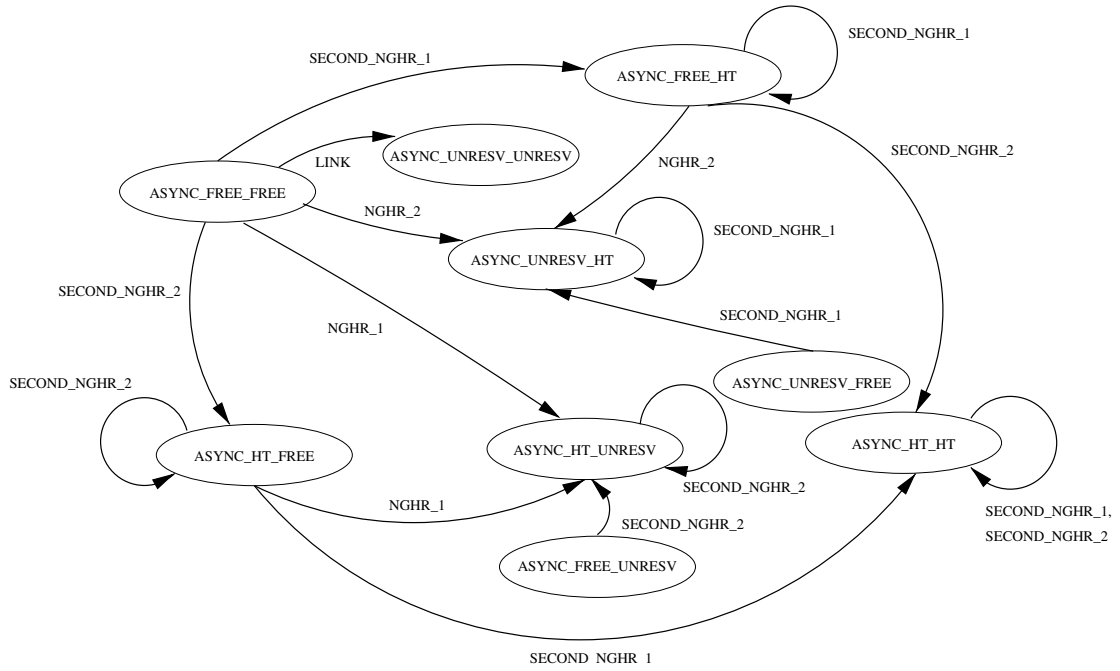 SECOND_NGHR_1
SECOND_NGHR_1
ASYNC_FREE_HT
LINK
ASYNC_UNRESV_UNRESV
NGHR_2
SECOND_NGHR_2
ASYNC_FREE_FREE
NGHR_2
ASYNC_UNRESV_HT
SECOND_NGHR_1
SECOND_NGHR_2
SECOND_NGHR_1
NGHR_1
ASYNC_UNRESV_FREE
SECOND_NGHR_2
ASYNC_HT_FREE
ASYNC_HT_UNRESV
ASYNC_HT_HT
SECOND_NGHR_2
NGHR_1
SECOND_NGHR_1,
SECOND_NGHR_2
SECOND_NGHR_2
ASYNC_FREE_UNRESV
SECOND_NGHR_1